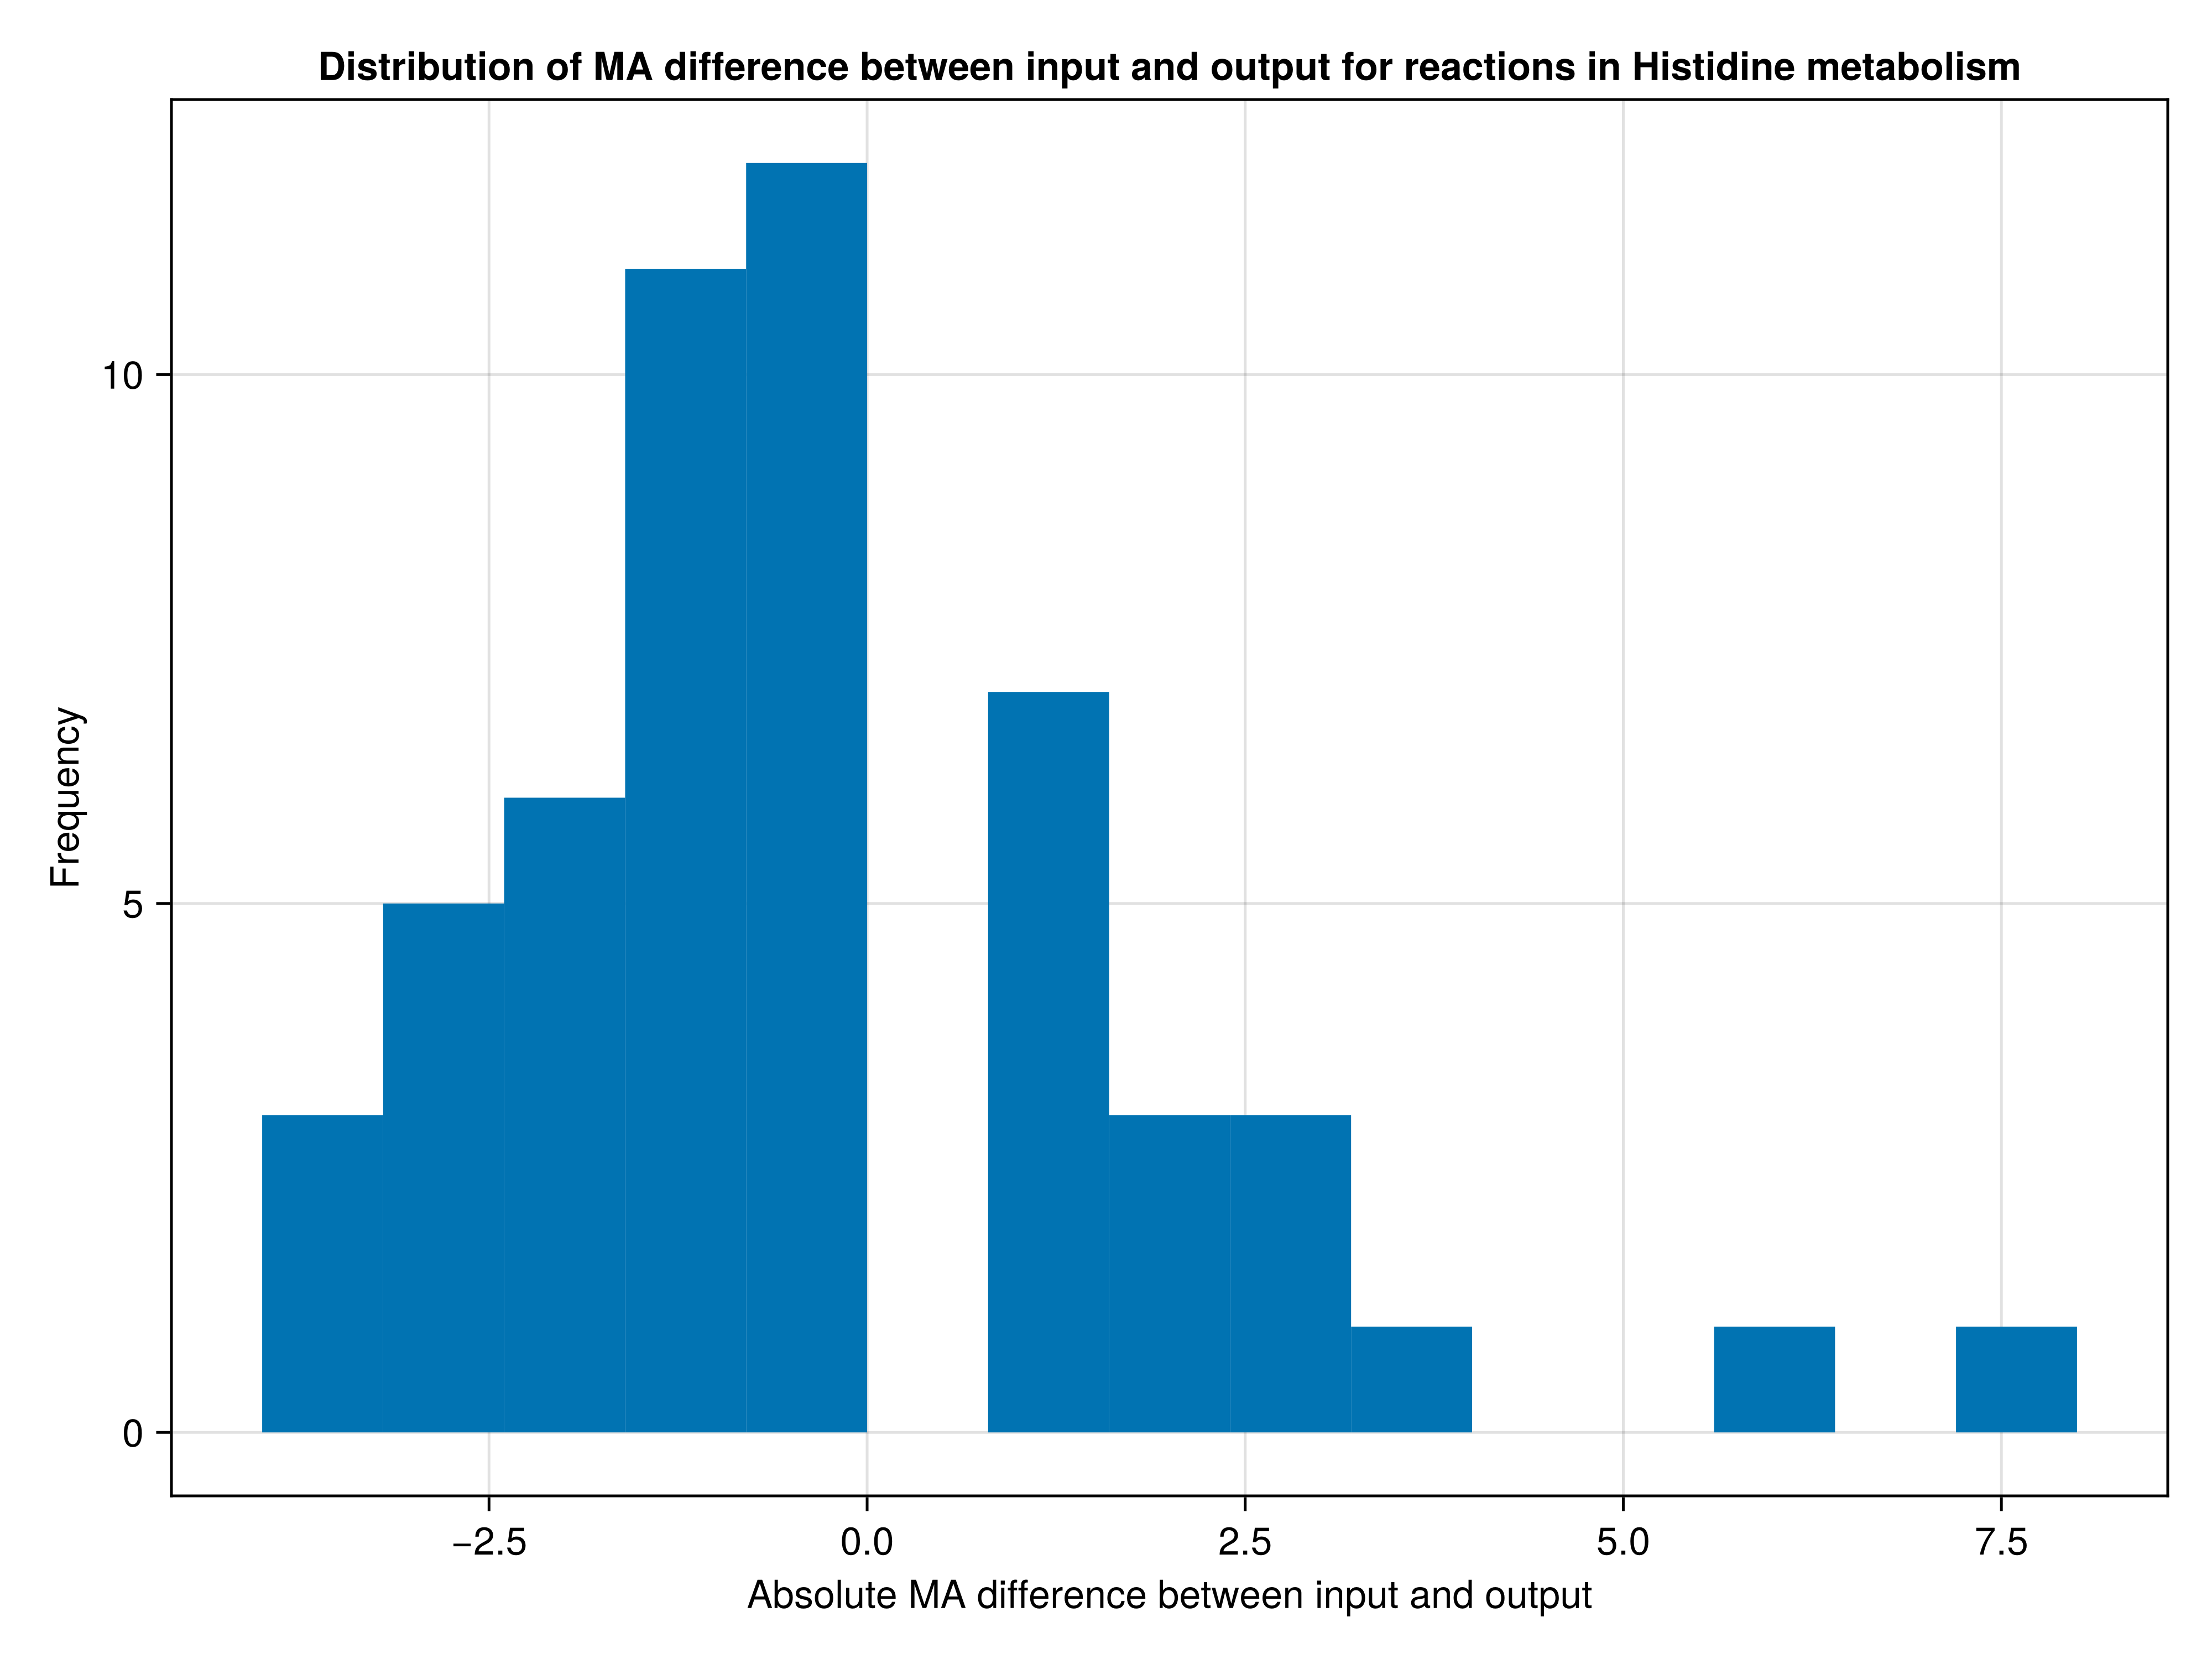 Distribution of MA difference between input and output for reactions in Histidine metabolism
Frequency
10
5
0
−2.5
0.0
2.5
5.0
7.5
Absolute MA difference between input and output